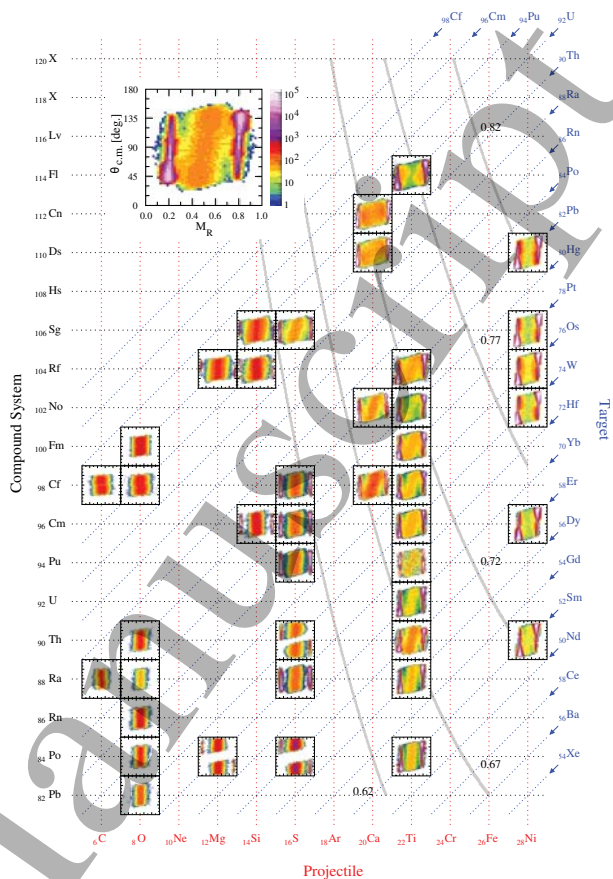 98Cf 96Cm 94Pu 92U
120 X
90Th
118 X
88Ra
116 Lv
86Rn
114 Fl
84Po
112 Cn
82Pb
110 Ds
80Hg
108 Hs
78Pt
106 Sg
76Os
104 Rf
74W
102 No
72Hf
100 Fm
70Yb
98 Cf
68Er
96 Cm
66Dy
94 Pu
64Gd
92 U
62Sm
90 Th
60Nd
88 Ra
58Ce
86 Rn
56Ba
84 Po
54Xe
82 Pb
180
135
90
45
0
θc.m. [deg.]
0.0 0.2 0.4 0.6 0.8 1.0
MR
10^5
10^4
10^3
10^2
10
1
0.82
0.77
0.72
0.67
0.62
Compound System
Target
6C 8O 10Ne 12Mg 14Si 16S 18Ar 20Ca 22Ti 24Cr 26Fe 28Ni
Projectile
Manuscript